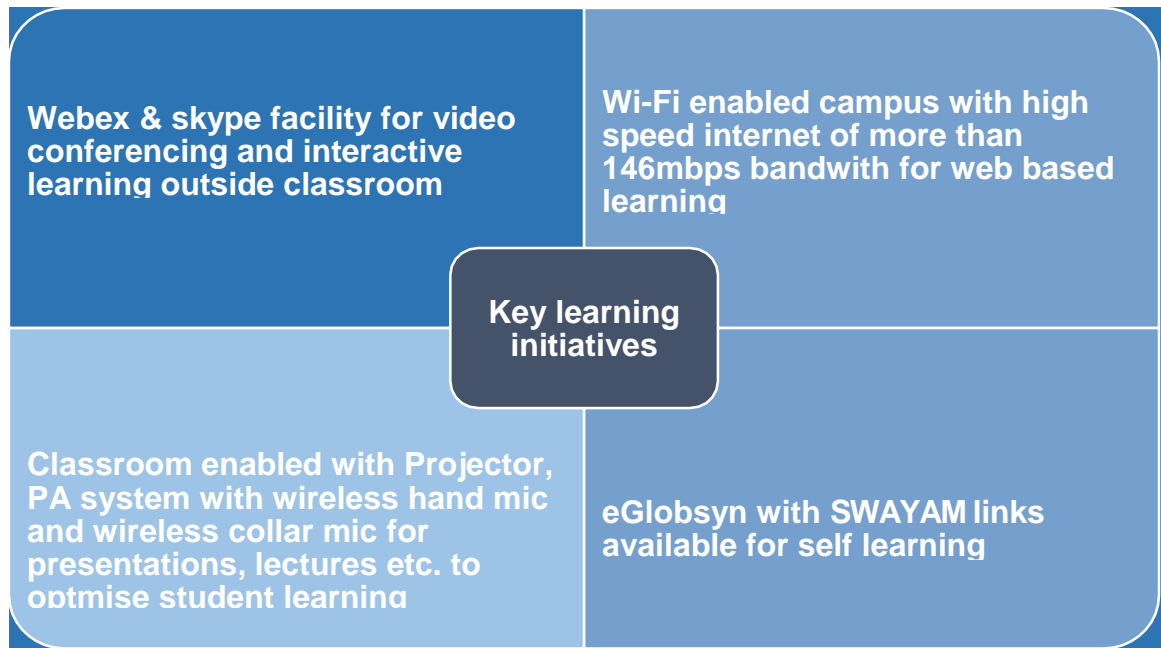 Webex & skype facility for video
conferencing and interactive
learning outside classroom
Wi-Fi enabled campus with high
speed internet of more than
146mbps bandwith for web based
learning
Key learning
initiatives
Classroom enabled with Projector,
PA system with wireless hand mic
and wireless collar mic for
presentations, lectures etc. to
optmise student learning
eGlobsyn with SWAYAM links
available for self learning